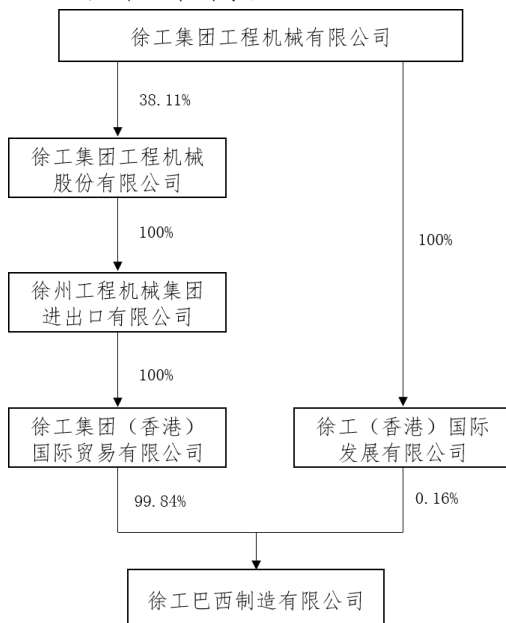 徐工集团工程机械有限公司
38.11%
徐工集团工程机械
股份有限公司
100%
100%
徐州工程机械集团
进出口有限公司
100%
徐工集团（香港）
国际贸易有限公司
徐工（香港）国际
发展有限公司
99.84%
0.16%
徐工巴西制造有限公司